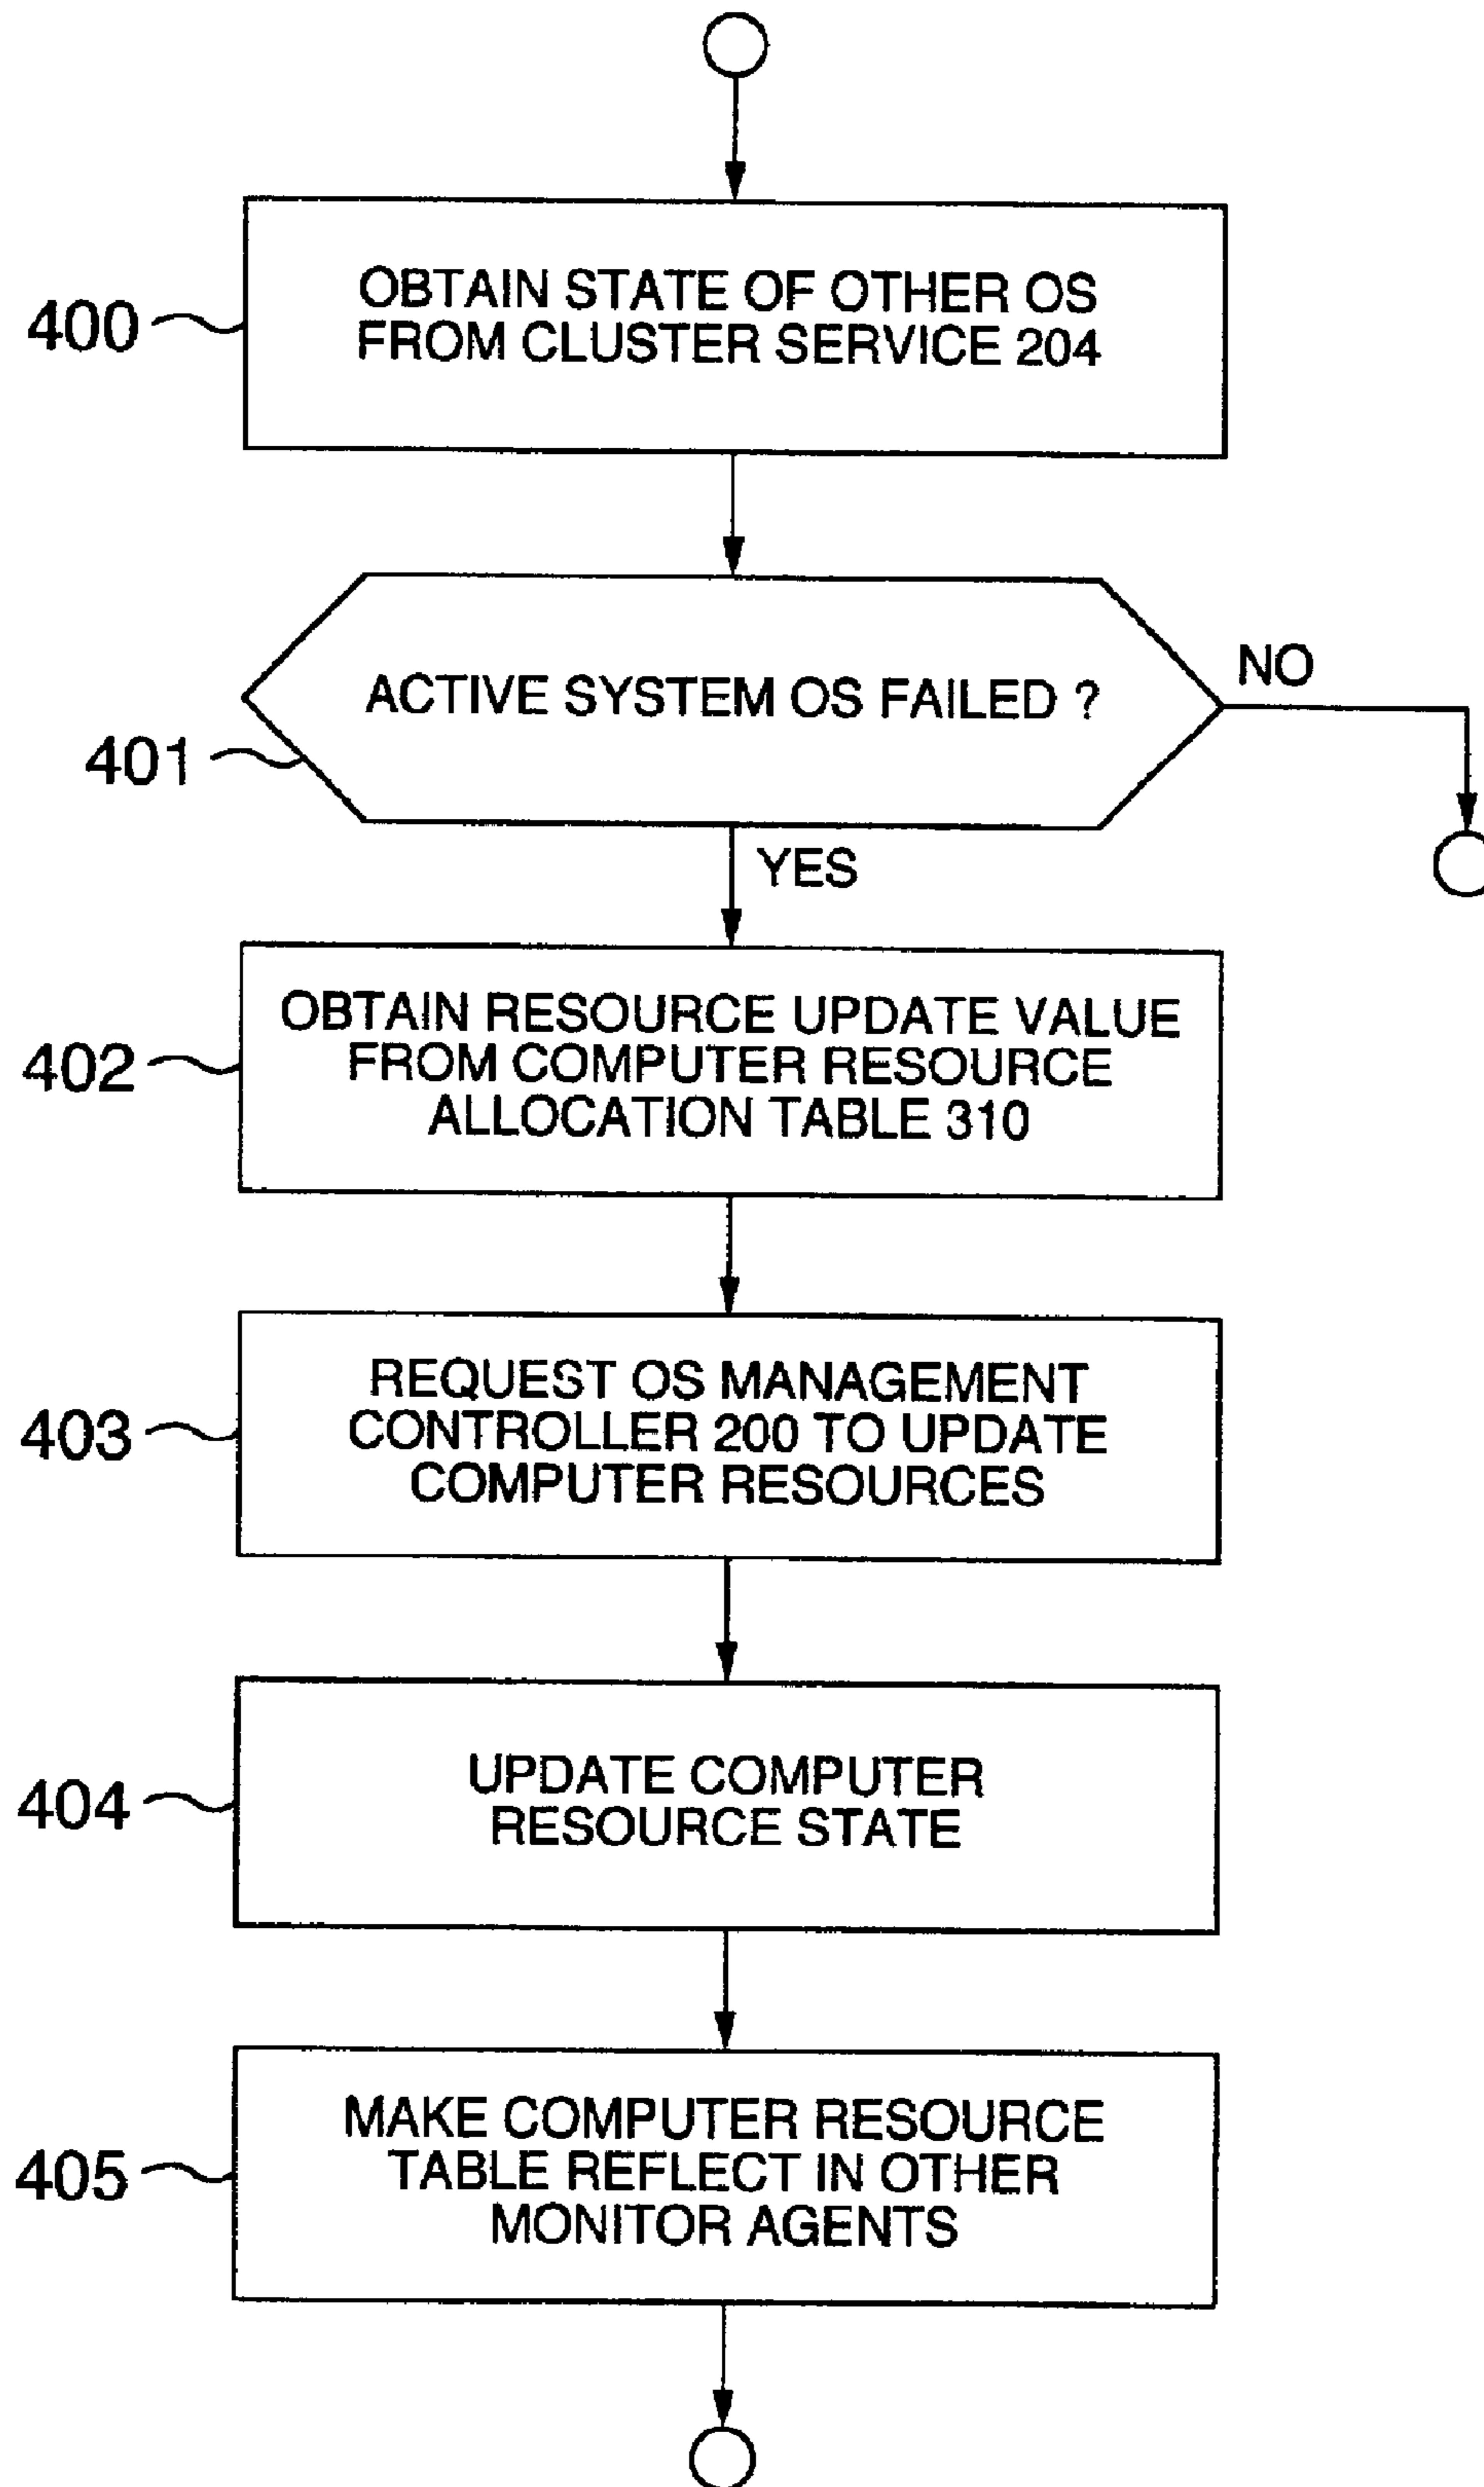 400
OBTAIN STATE OF OTHER OS
FROM CLUSTER SERVICE 204
ACTIVE SYSTEM OS FAILED ?
NO
401
YES
402
OBTAIN RESOURCE UPDATE VALUE
FROM COMPUTER RESOURCE
ALLOCATION TABLE 310
403
REQUEST OS MANAGEMENT
CONTROLLER 200 TO UPDATE
COMPUTER RESOURCES
404
UPDATE COMPUTER
RESOURCE STATE
405
MAKE COMPUTER RESOURCE
TABLE REFLECT IN OTHER
MONITOR AGENTS